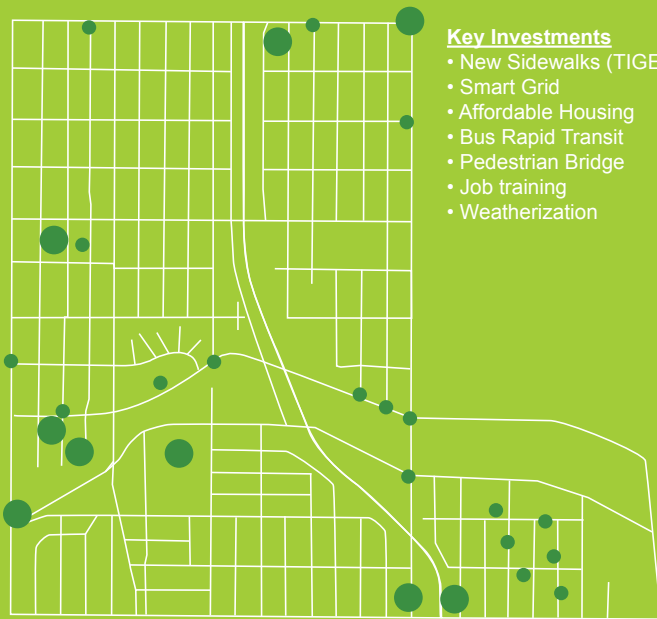 Key Investments
• New Sidewalks
• Smart Grid
• Affordable Housing
• Bus Rapid Transit
• Pedestrian Bridge
• Job training
• Weatherization